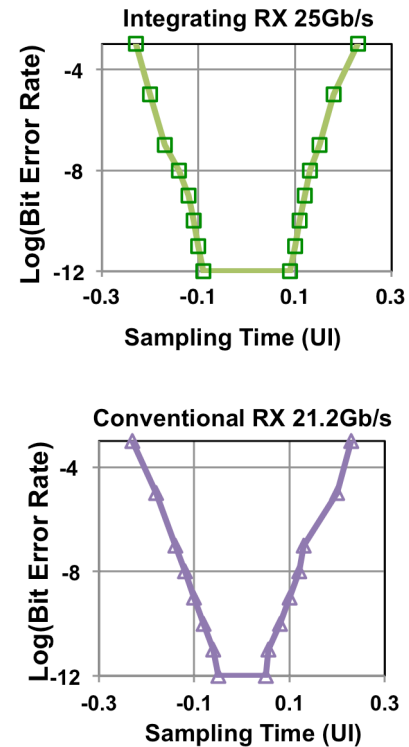 Integrating RX 25Gb/s
Log(Bit Error Rate)
-4
-8
-12
-0.3 -0.1 0.1 0.3
Sampling Time (UI)
Conventional RX 21.2Gb/s
Log(Bit Error Rate)
-4
-8
-12
-0.3 -0.1 0.1 0.3
Sampling Time (UI)